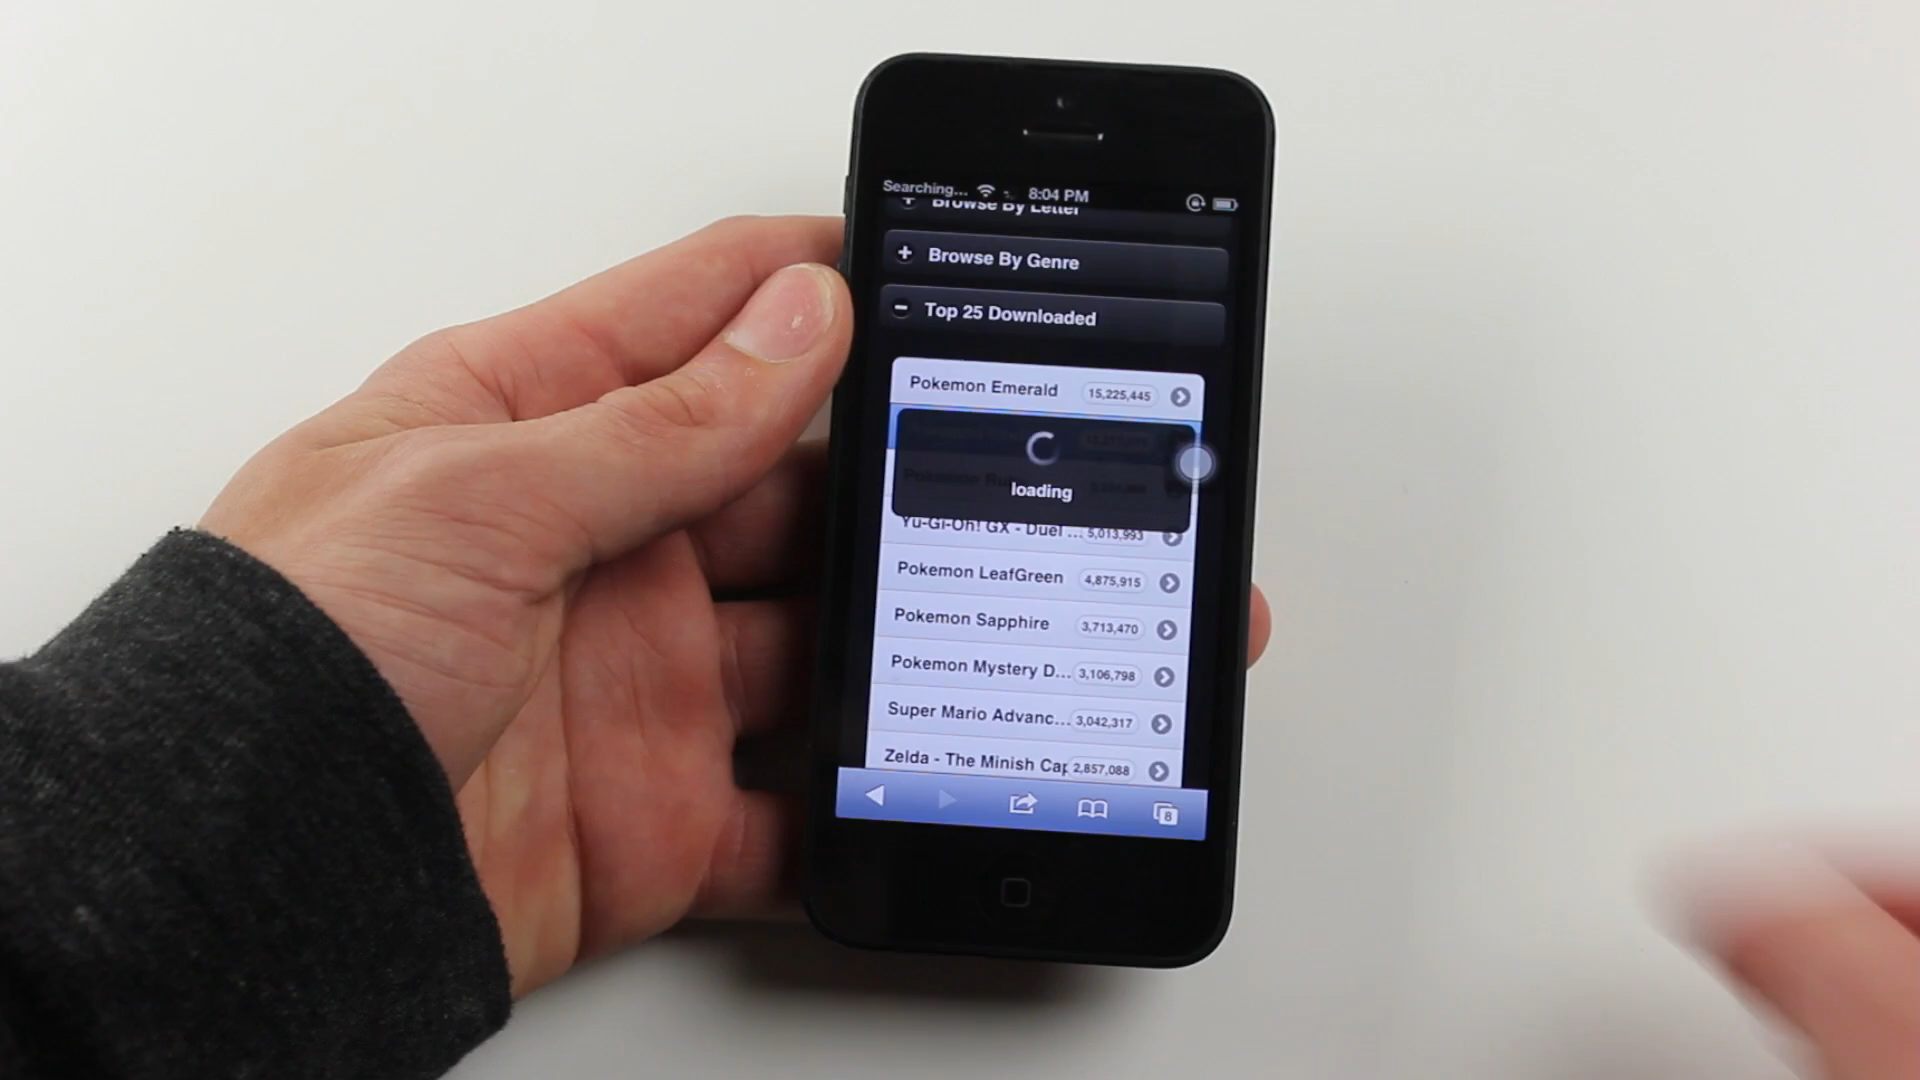 Searching... 8:04 PM
Browse By Letter
Browse By Genre
Top 25 Downloaded
Pokemon Emerald 15,225,445
loading
Yu-Gi-Oh! GX - Duel ... 5,013,993
Pokemon LeafGreen 4,875,915
Pokemon Sapphire 3,713,470
Pokemon Mystery D... 3,106,798
Super Mario Advanc... 3,042,317
Zelda - The Minish Cap 2,857,088
8